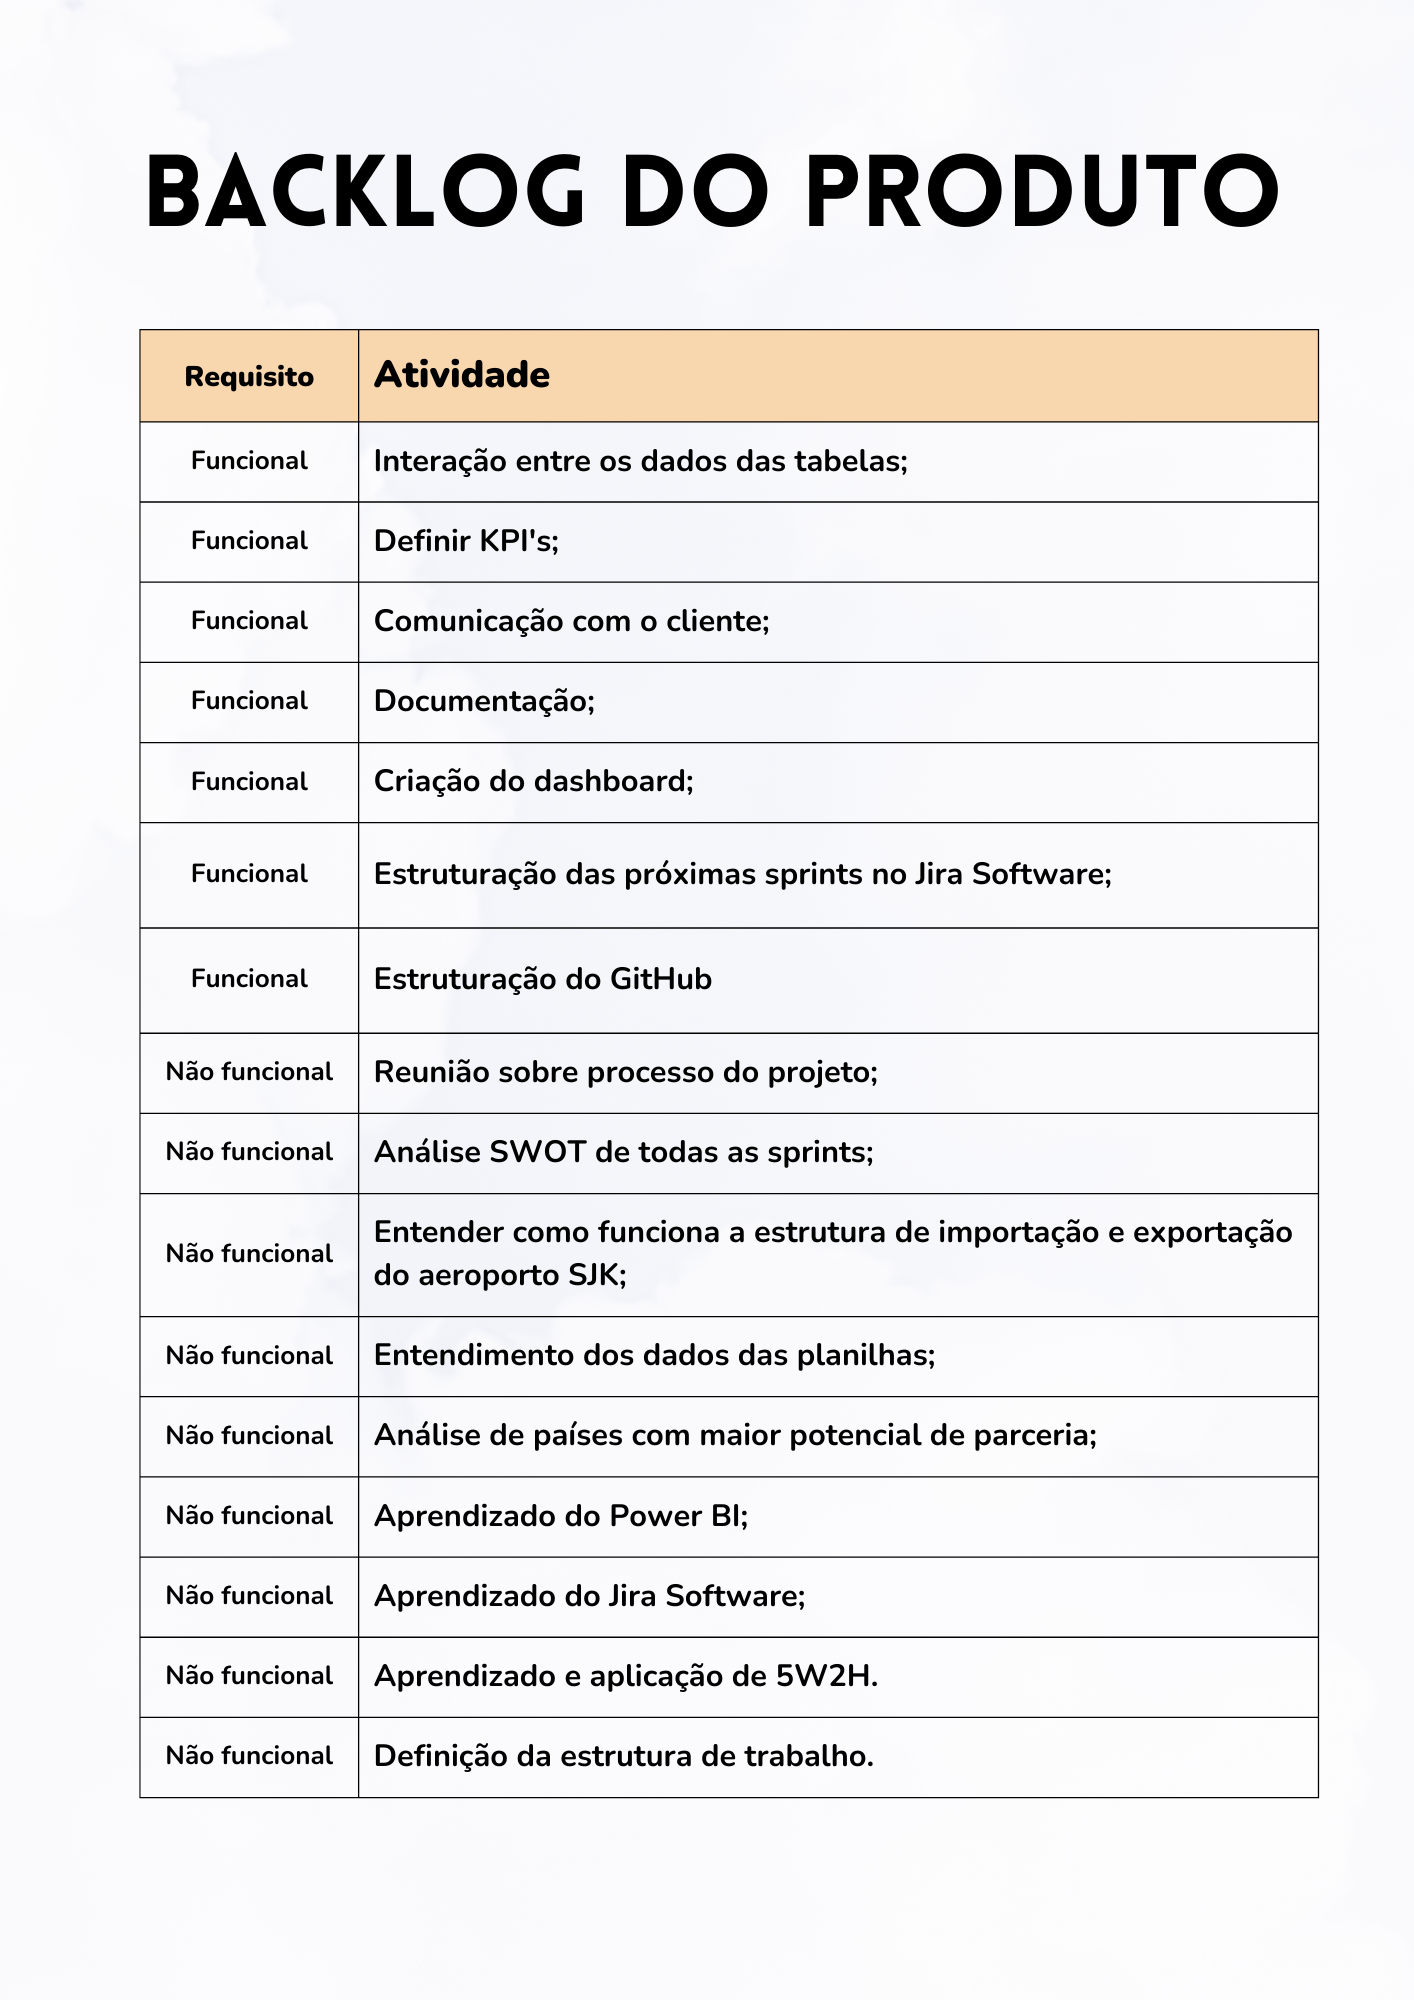 BACKLOG DO PRODUTO
Requisito Atividade
Funcional Interação entre os dados das tabelas;
Funcional Definir KPI's;
Funcional Comunicação com o cliente;
Funcional Documentação;
Funcional Criação do dashboard;
Funcional Estruturação das próximas sprints no Jira Software;
Funcional Estruturação do GitHub
Não funcional Reunião sobre processo do projeto;
Não funcional Análise SWOT de todas as sprints;
Não funcional Entender como funciona a estrutura de importação e exportação
do aeroporto SJK;
Não funcional Entendimento dos dados das planilhas;
Não funcional Análise de países com maior potencial de parceria;
Não funcional Aprendizado do Power BI;
Não funcional Aprendizado do Jira Software;
Não funcional Aprendizado e aplicação de 5W2H.
Não funcional Definição da estrutura de trabalho.